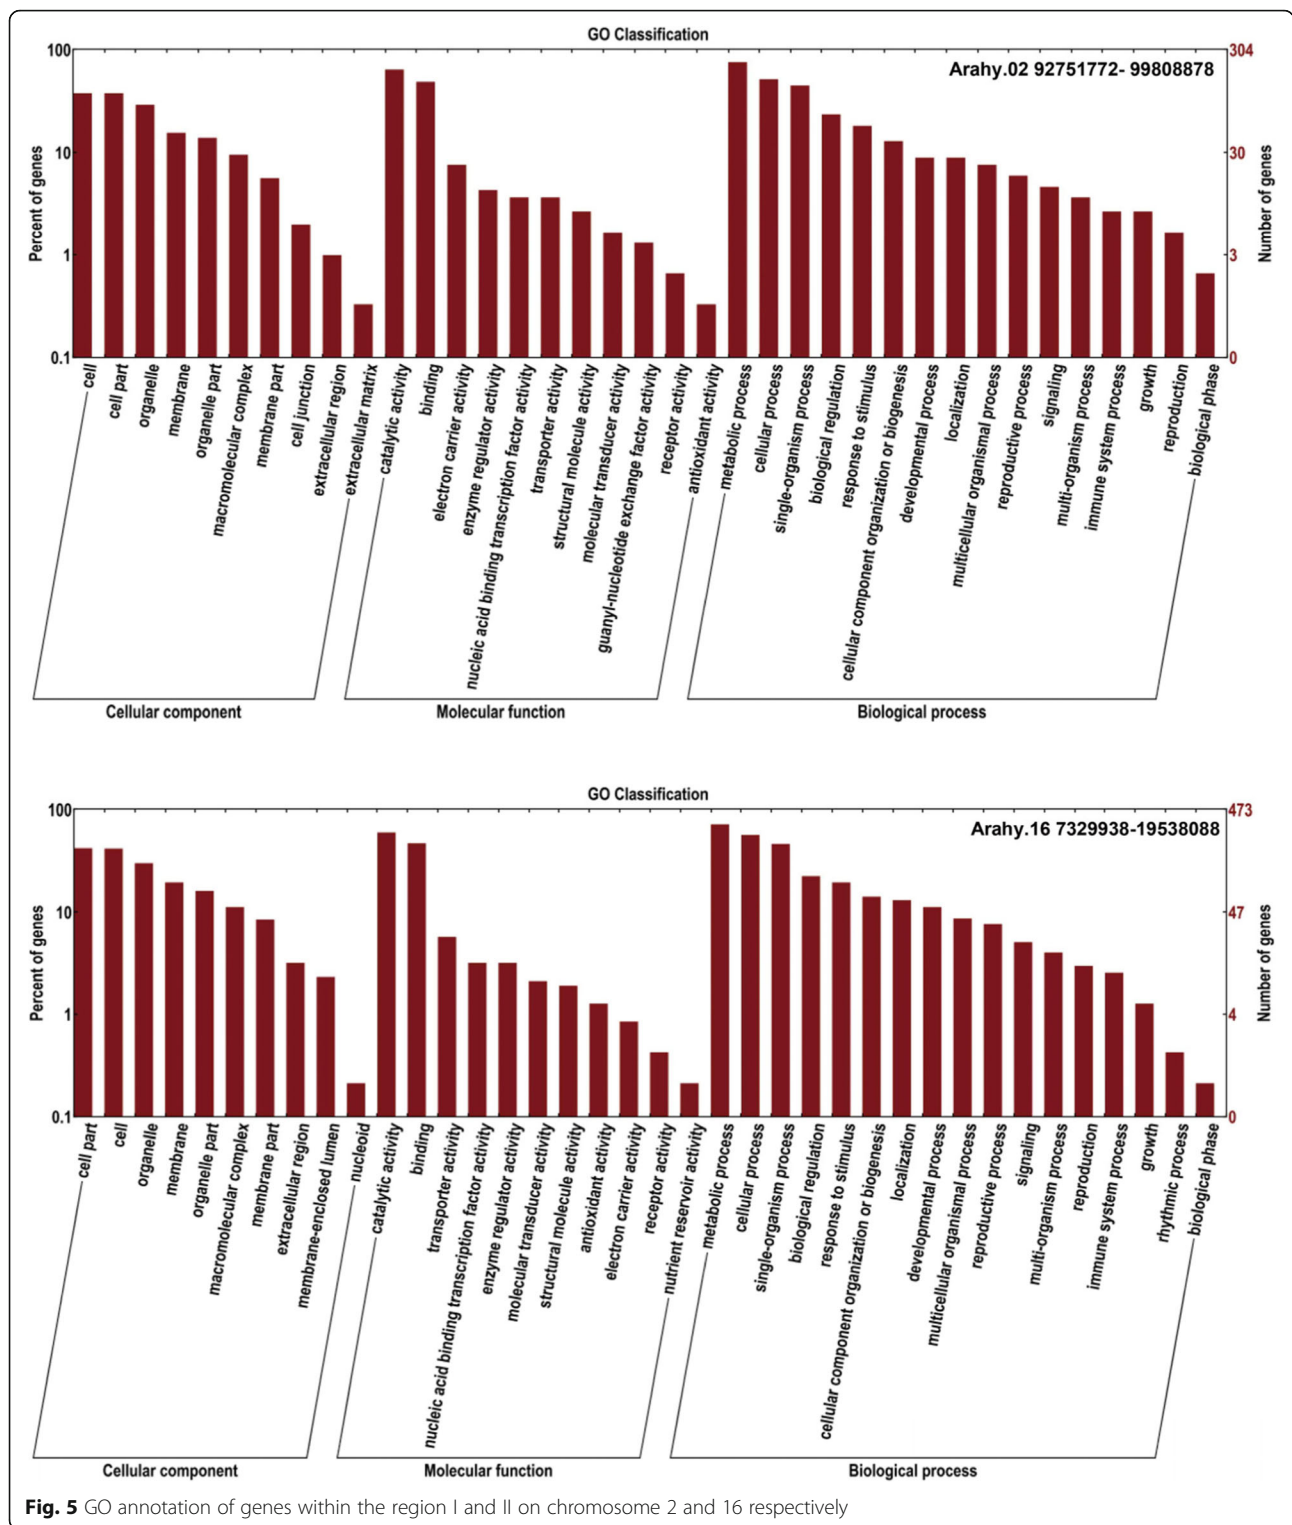 GO Classification
Arahy.02 92751772- 99808878
Percent of genes
100
10
1
0.1
Number of genes
304
30
3
0
cell
cell part
organelle
membrane
organelle part
macromolecular complex
membrane part
cell junction
extracellular region
extracellular matrix
catalytic activity
binding
electron carrier activity
enzyme regulator activity
nucleic acid binding transcription factor activity
transporter activity
structural molecule activity
molecular transducer activity
guanyl-nucleotide exchange factor activity
receptor activity
antioxidant activity
metabolic process
cellular process
single-organism process
biological regulation
response to stimulus
cellular component organization or biogenesis
developmental process
localization
multicellular organismal process
reproductive process
signaling
multi-organism process
immune system process
growth
reproduction
biological phase
Cellular component
Molecular function
Biological process
GO Classification
Arahy.16 7329938-19538088
Percent of genes
100
10
1
0.1
Number of genes
473
47
4
0
cell part
cell
organelle
membrane
organelle part
macromolecular complex
membrane part
extracellular region
membrane-enclosed lumen
nucleoid
catalytic activity
binding
transporter activity
nucleic acid binding transcription factor activity
enzyme regulator activity
molecular transducer activity
structural molecule activity
antioxidant activity
electron carrier activity
receptor activity
nutrient reservoir activity
metabolic process
cellular process
single-organism process
biological regulation
response to stimulus
cellular component organization or biogenesis
localization
developmental process
multicellular organismal process
reproductive process
signaling
multi-organism process
reproduction
immune system process
growth
rhythmic process
biological phase
Cellular component
Molecular function
Biological process
Fig. 5 GO annotation of genes within the region I and II on chromosome 2 and 16 respectively